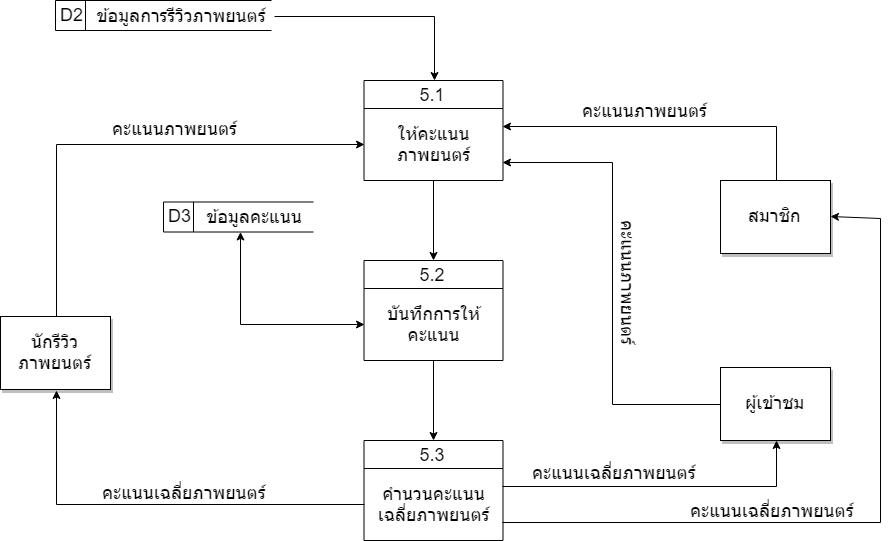 D2 ข้อมูลการรีวิวภาพยนตร์
5.1
ให้คะแนน
ภาพยนตร์
คะแนนภาพยนตร์
คะแนนภาพยนตร์
D3 ข้อมูลคะแนน
สมาชิก
คะแนนภาพยนตร์
5.2
บันทึกการให้
คะแนน
นักรีวิว
ภาพยนตร์
ผู้เข้าชม
5.3
คำนวนคะแนน
เฉลี่ยภาพยนตร์
คะแนนเฉลี่ยภาพยนตร์
คะแนนเฉลี่ยภาพยนตร์
คะแนนเฉลี่ยภาพยนตร์